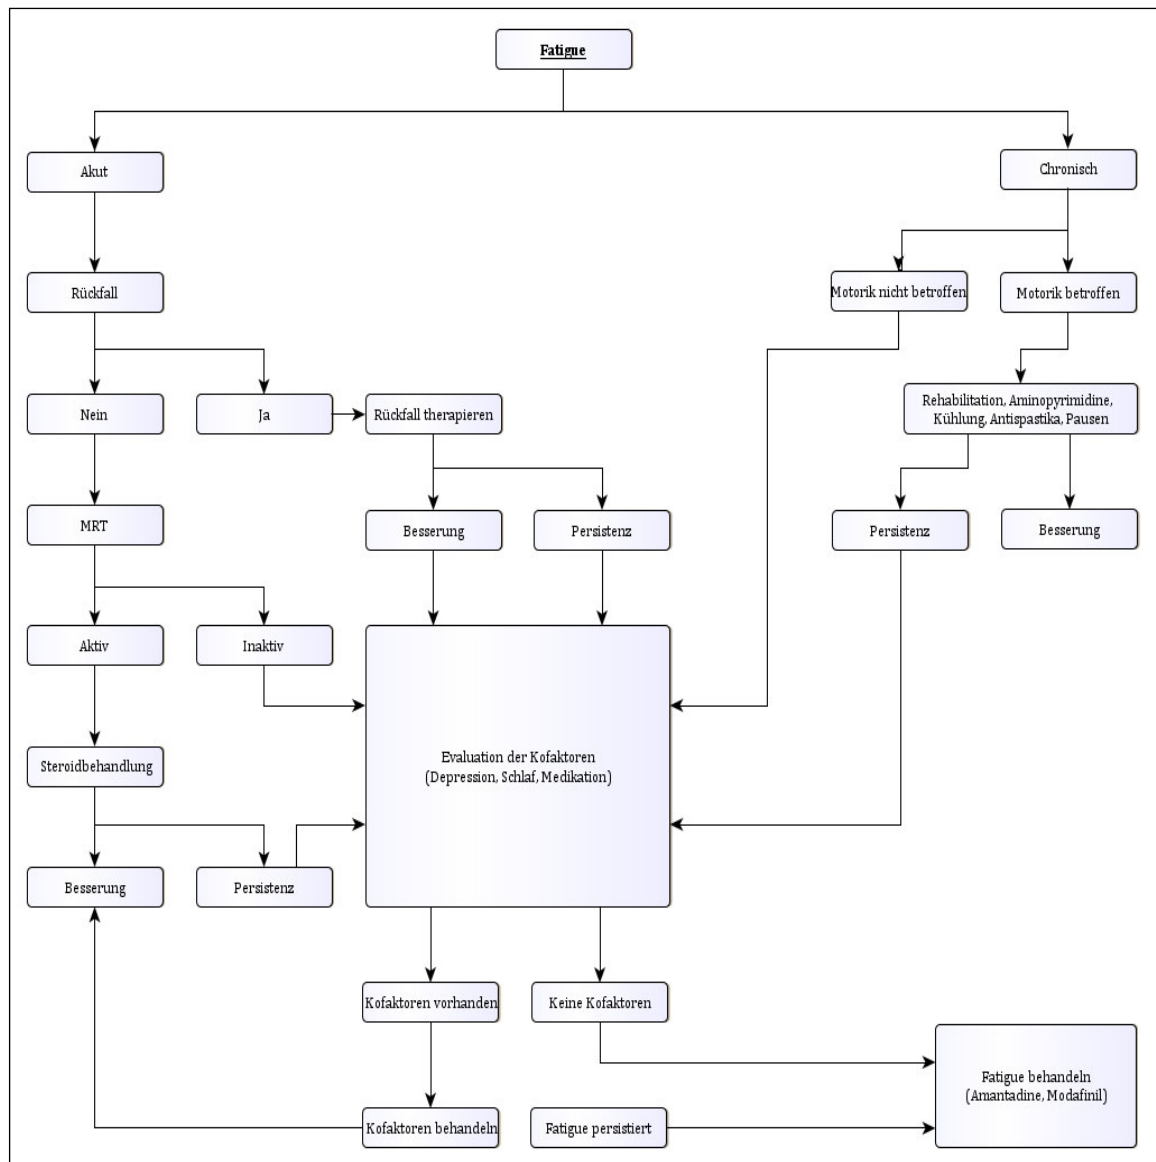 Fatigue
Akut
Chronisch
Rückfall
Motorik nicht betroffen
Motorik betroffen
Nein
Ja
Rückfall therapieren
Rehabilitation, Aminopyrimidine,
Kühlung, Antispastika, Pausen
MRT
Besserung
Persistenz
Persistenz
Besserung
Aktiv
Inaktiv
Evaluation der Kofaktoren
(Depression, Schlaf, Medikation)
Steroidbehandlung
Besserung
Persistenz
Kofaktoren vorhanden
Keine Kofaktoren
Fatigue behandeln
(Amantadine, Modafinil)
Kofaktoren behandeln
Fatigue persistiert